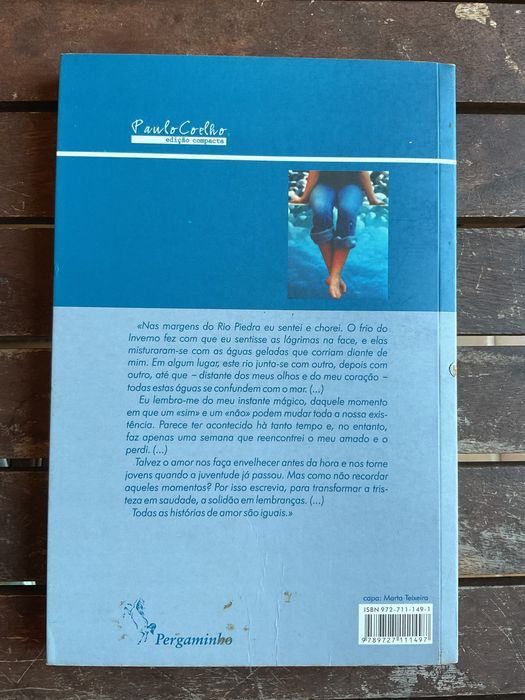 Paulo Coelho
edição compacta
«Nas margens do Rio Piedra eu sentei e chorei. O frio do
Inverno fez com que eu sentisse as lágrimas na face, e elas
misturaram-se com as águas geladas que corriam diante de
mim. Em algum lugar, este rio junta-se com outro, depois com
outro, até que – distante dos meus olhos e do meu coração –
todas estas águas se confundem com o mar. (...)
Eu lembro-me do meu instante mágico, daquele momento
em que um «sim» e um «não» podem mudar toda a nossa exis-
tência. Parece ter acontecido há tanto tempo e, no entanto,
faz apenas uma semana que reencontrei o meu amado e o
perdi. (...)
Talvez o amor nos faça envelhecer antes da hora e nos torne
jovens quando a juventude já passou. Mas como não recordar
aqueles momentos? Por isso escrevia, para transformar a tris-
teza em saudade, a solidão em lembranças. (...)
Todas as histórias de amor são iguais.»
capa: Marta Teixeira
ISBN 972-711-149-1
9 789727 111497
Pergaminho